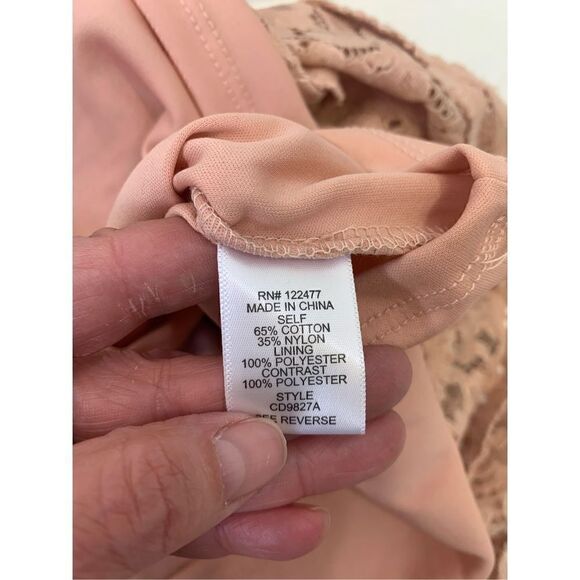 RN# 122477
MADE IN CHINA
SELF
65% COTTON
35% NYLON
LINING
100% POLYESTER
CONTRAST
100% POLYESTER
STYLE
CD9827A
SEE REVERSE